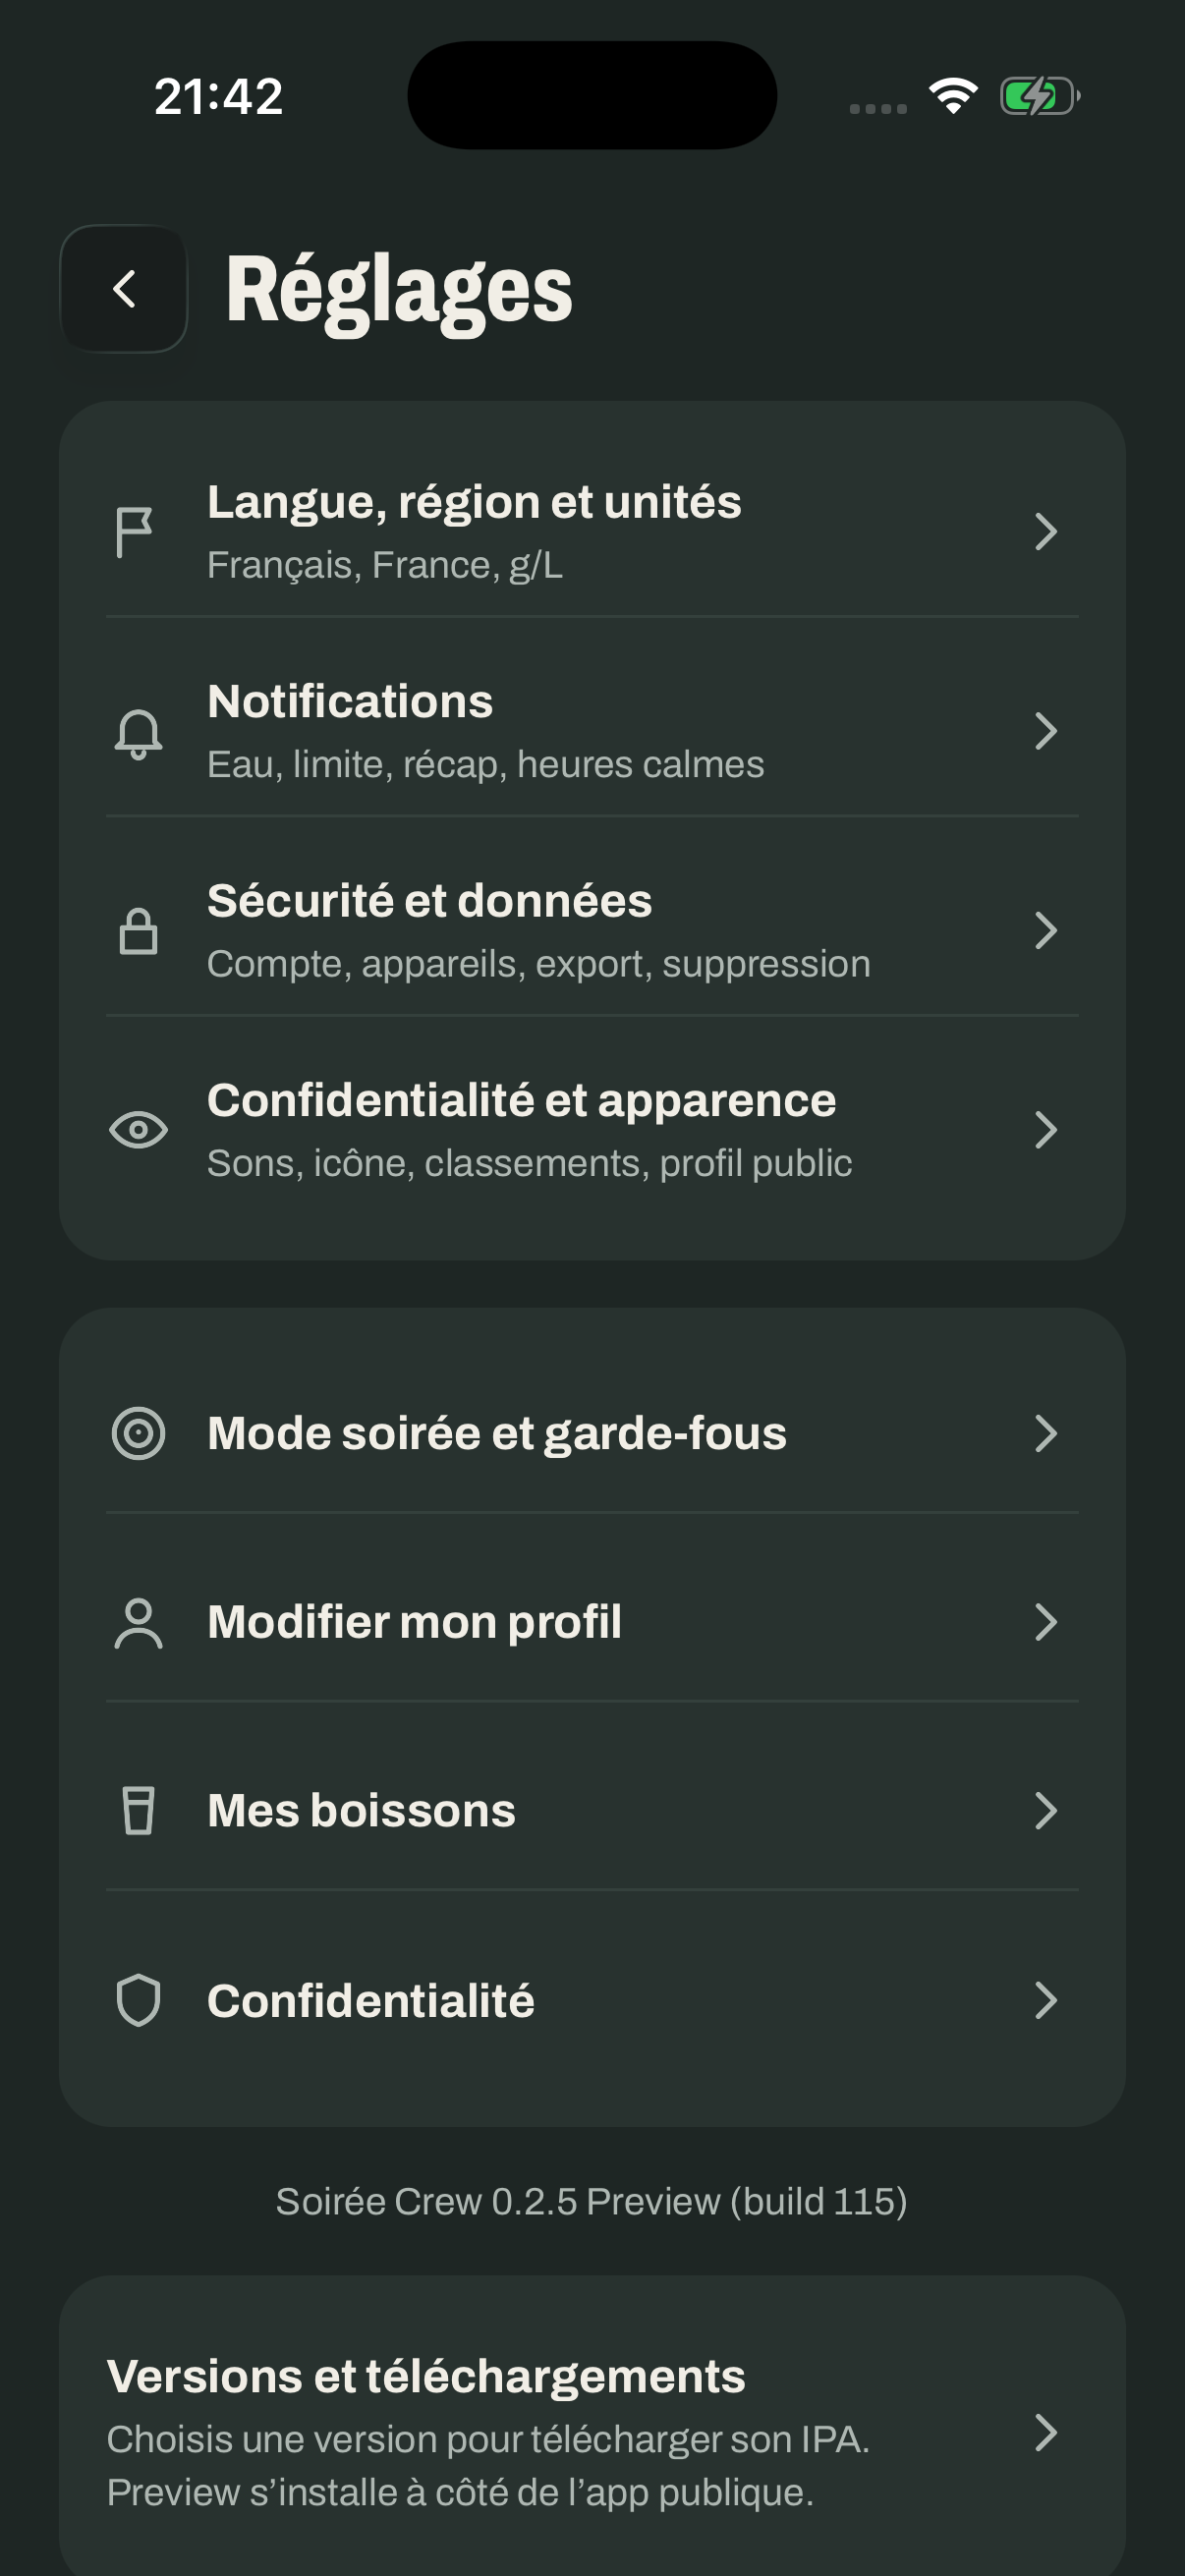 21:42
Réglages
Langue, région et unités
Français, France, g/L
Notifications
Eau, limite, récap, heures calmes
Sécurité et données
Compte, appareils, export, suppression
Confidentialité et apparence
Sons, icône, classements, profil public
Mode soirée et garde-fous
Modifier mon profil
Mes boissons
Confidentialité
Soirée Crew 0.2.5 Preview (build 115)
Versions et téléchargements
Choisis une version pour télécharger son IPA.
Preview s’installe à côté de l’app publique.